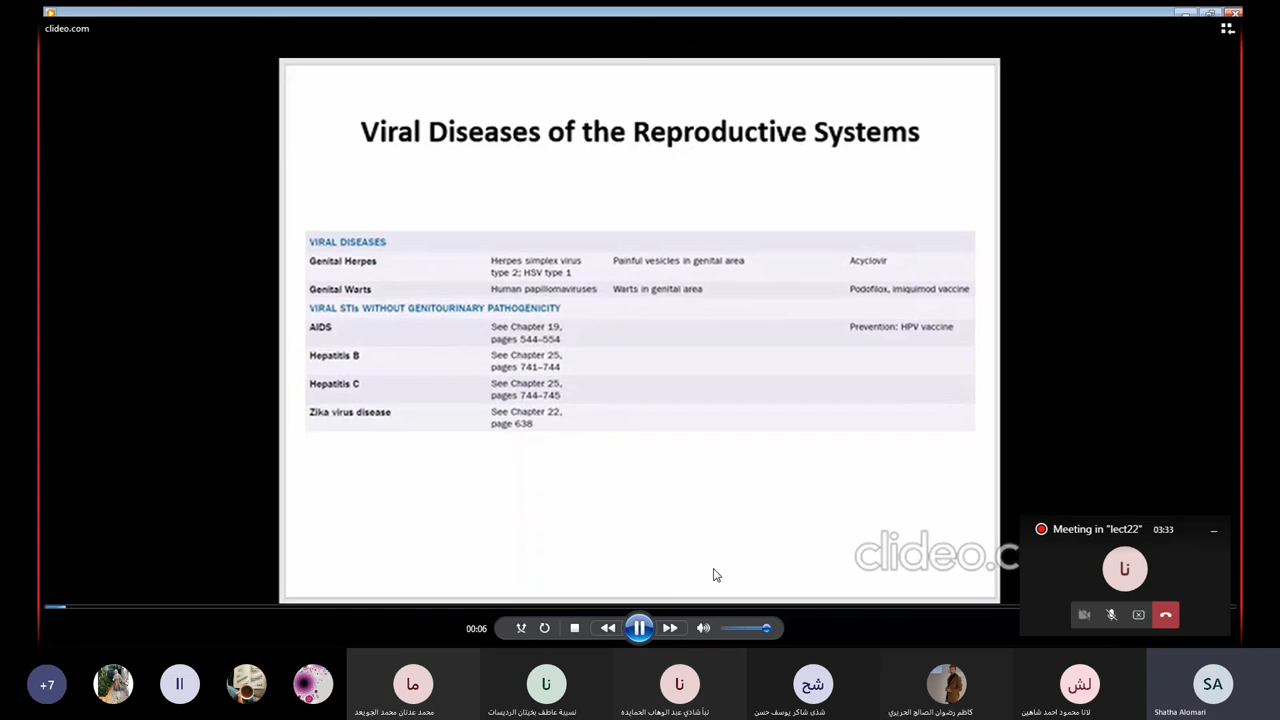 clideo.com
Viral Diseases of the Reproductive Systems
VIRAL DISEASES
Genital Herpes Herpes simplex virus type 2; HSV type 1 Painful vesicles in genital area Acyclovir
Genital Warts Human papillomaviruses Warts in genital area Podofilox, imiquimod vaccine
VIRAL STIs WITHOUT GENITOURINARY PATHOGENICITY
AIDS See Chapter 19, pages 544–554 Prevention: HPV vaccine
Hepatitis B See Chapter 25, pages 741–744
Hepatitis C See Chapter 25, pages 744–745
Zika virus disease See Chapter 22, page 638
clideo.c
Meeting in "lect22" 03:33
نا
00:06
+7
اا
ما
نا
نا
شح
لش
SA
محمد عدنان محمد الجويعد
نسيبة عاطف بخيتان الرديسات
نبأ شادي عبد الوهاب الحمايده
شذى شاكر يوسف حسن
كاظم رضوان الصالح الحريري
لانا محمود احمد شاهين
Shatha Alomari